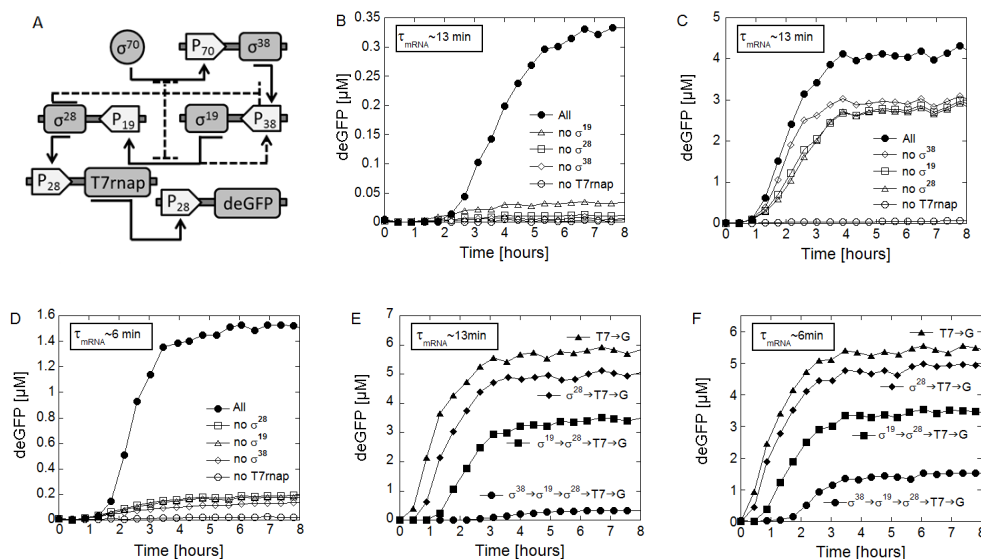 A
σ70
P70
σ38
σ28
P19
σ19
P38
P28
T7rnap
P28
deGFP
B
τmRNA~13 min
deGFP [µM]
0.35
0.3
0.25
0.2
0.15
0.1
0.05
0
All
no σ19
no σ28
no σ38
no T7rnap
0 1 2 3 4 5 6 7 8
Time [hours]
C
τmRNA~13 min
deGFP [µM]
5
4
3
2
1
0
All
no σ38
no σ19
no σ28
no T7rnap
0 1 2 3 4 5 6 7 8
Time [hours]
D
τmRNA~6 min
deGFP [µM]
1.6
1.4
1.2
1
0.8
0.6
0.4
0.2
0
All
no σ28
no σ19
no σ38
no T7rnap
0 1 2 3 4 5 6 7 8
Time [hours]
E
τmRNA~13min
deGFP [µM]
7
6
5
4
3
2
1
0
T7→G
σ28→T7→G
σ19→σ28→T7→G
σ38→σ19→σ28→T7→G
0 1 2 3 4 5 6 7 8
Time [hours]
F
τmRNA~6min
deGFP [µM]
6
5
4
3
2
1
0
T7→G
σ28→T7→G
σ19→σ28→T7→G
σ38→σ19→σ28→T7→G
0 1 2 3 4 5 6 7 8
Time [hours]